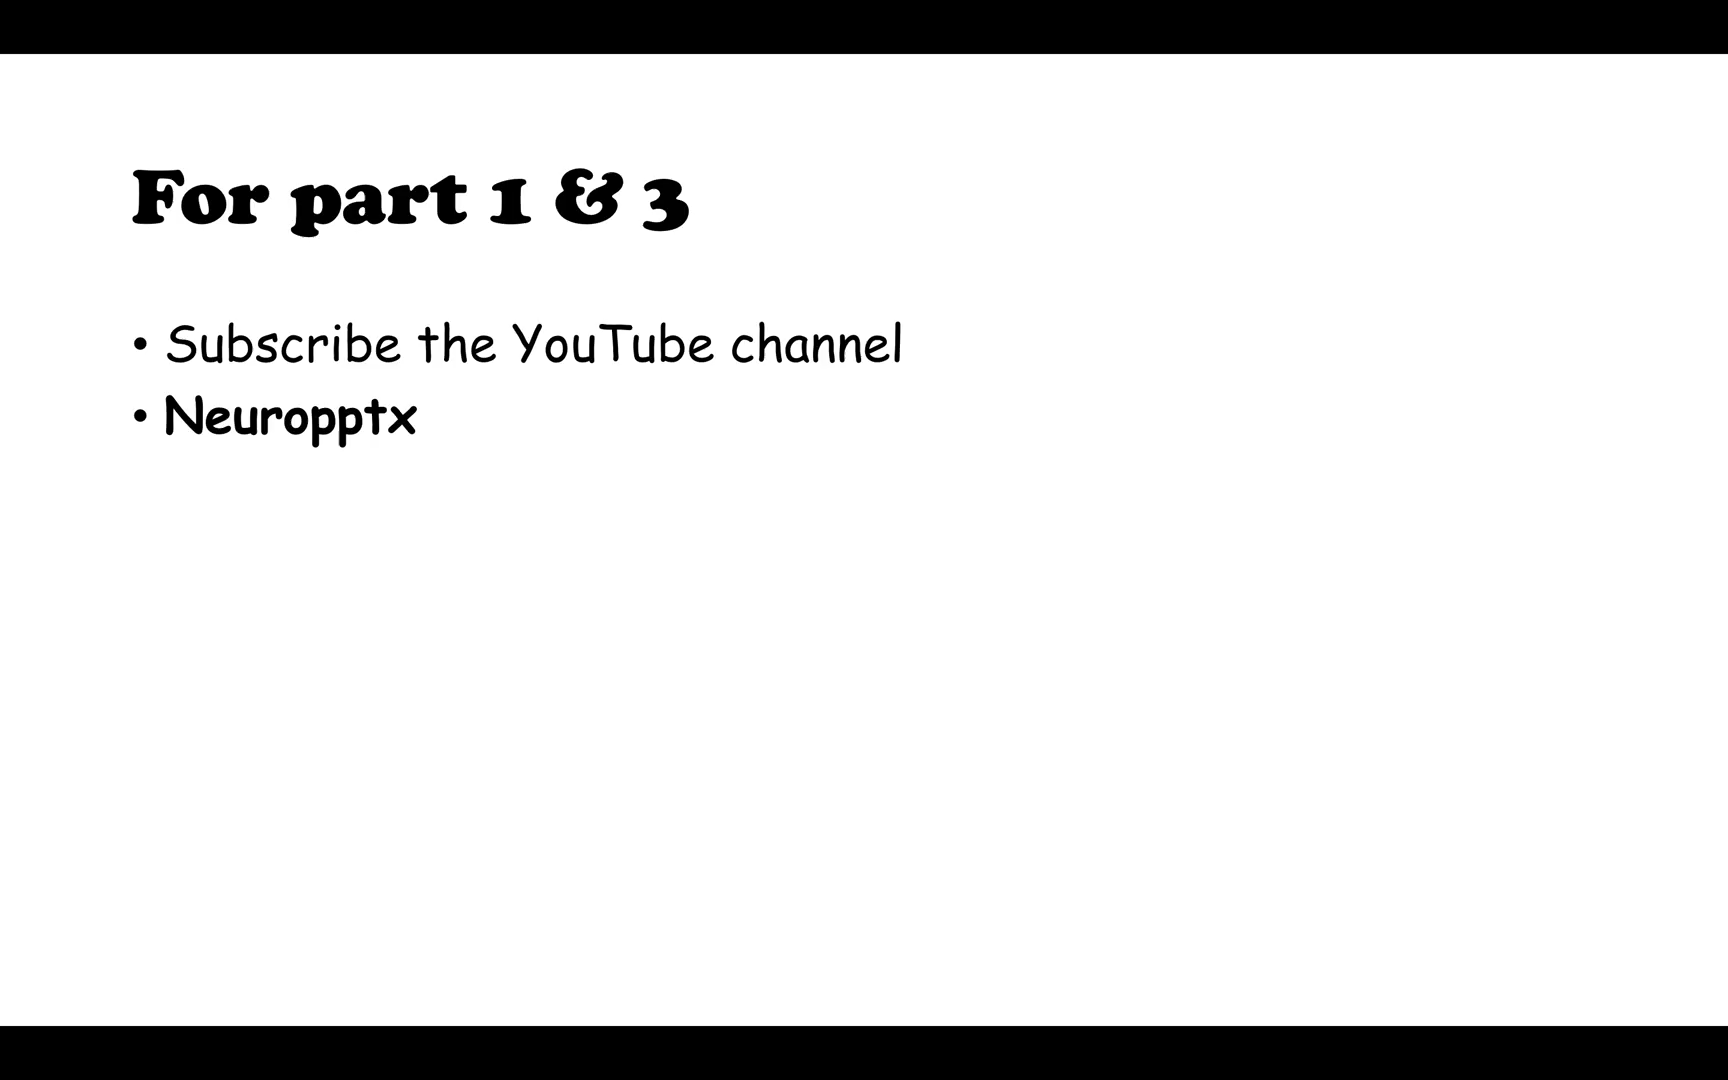 For part 1 & 3
• Subscribe the YouTube channel
• Neuropptx